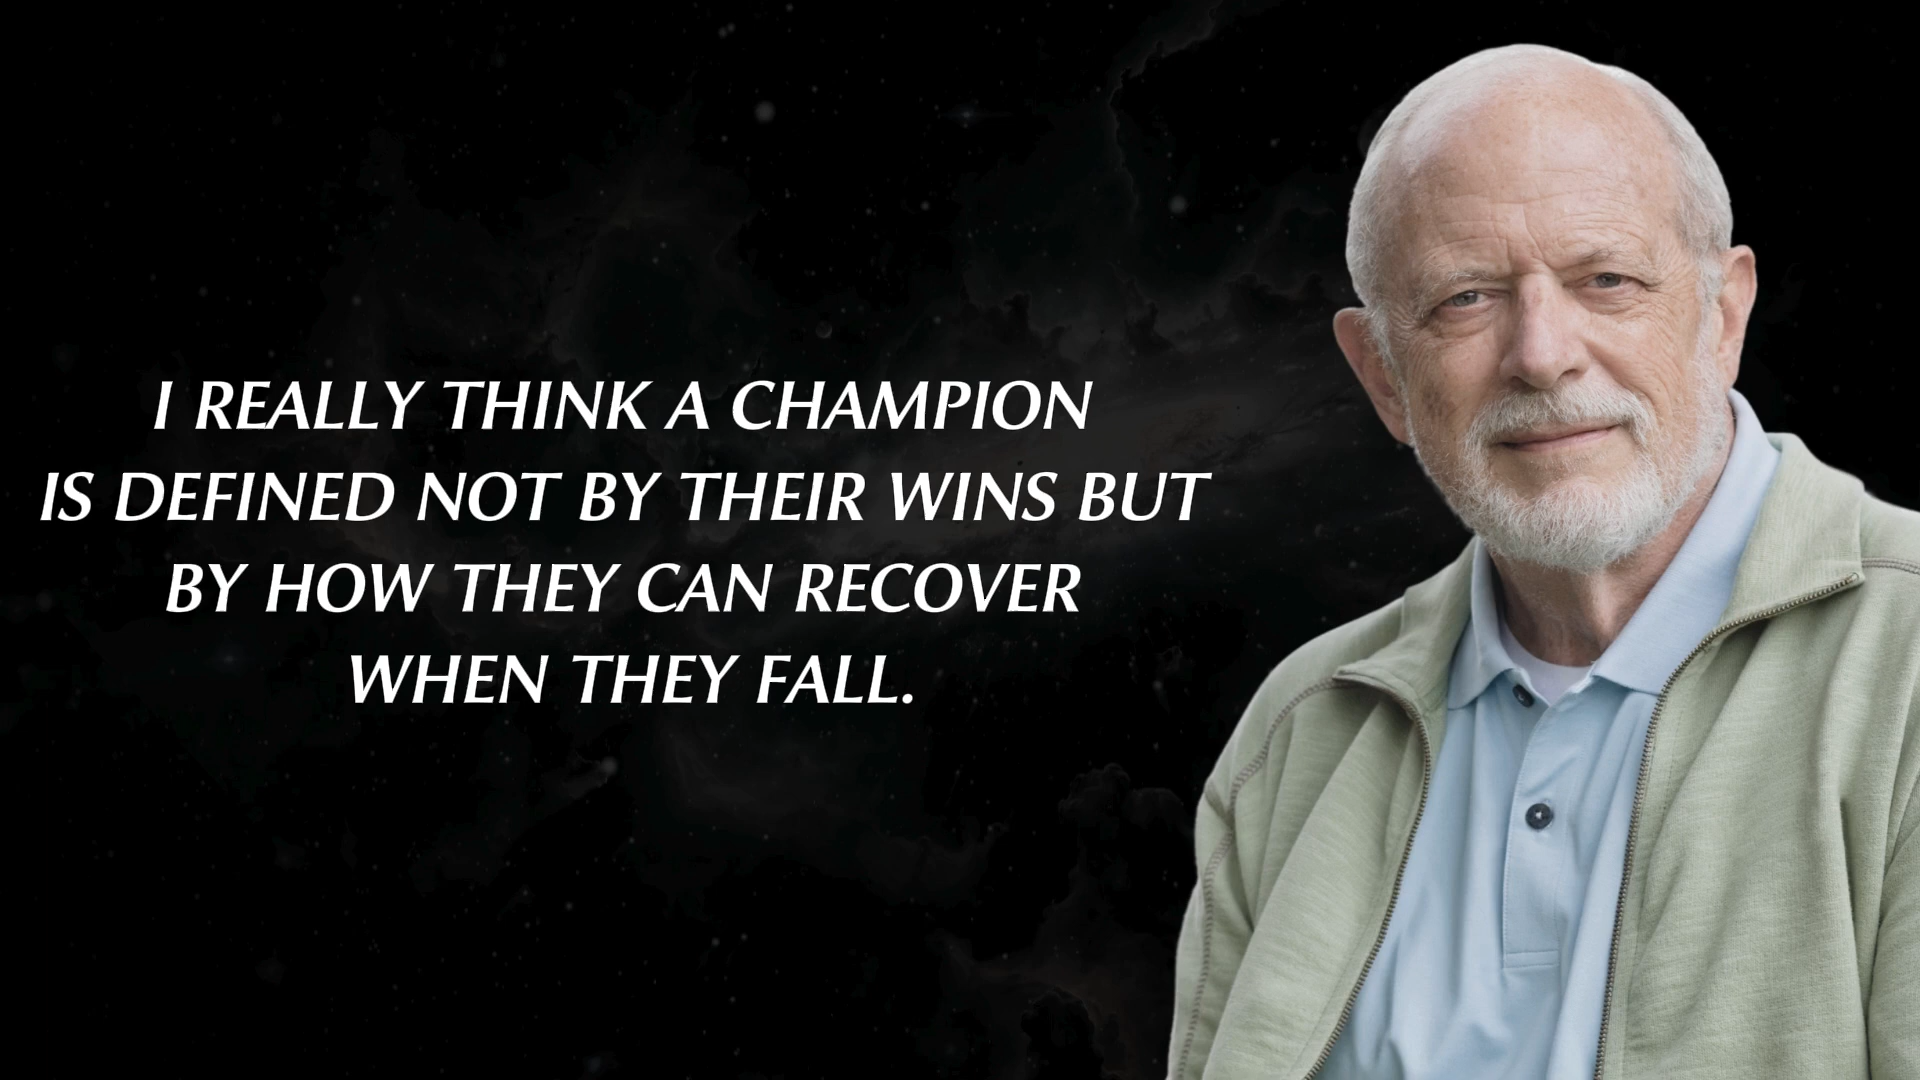 I REALLY THINK A CHAMPION
IS DEFINED NOT BY THEIR WINS BUT
BY HOW THEY CAN RECOVER
WHEN THEY FALL.